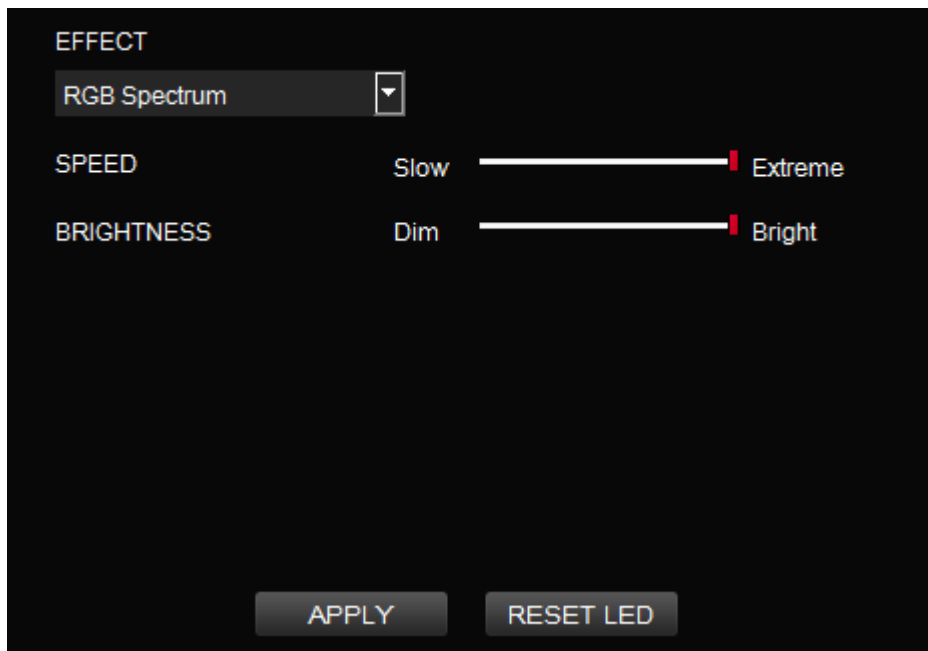 EFFECT
RGB Spectrum
SPEED Slow Extreme
BRIGHTNESS Dim Bright
APPLY RESET LED